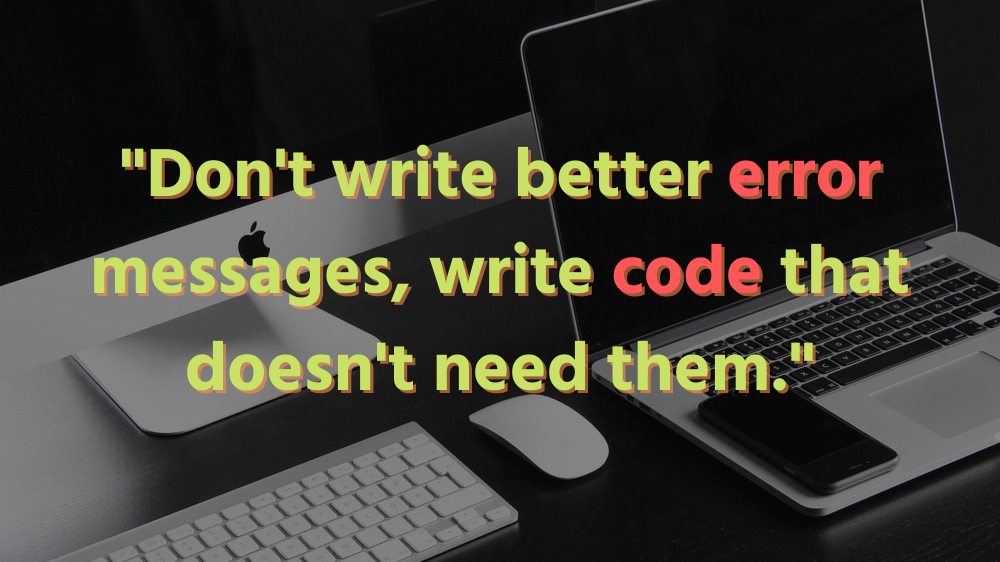 "Don't write better error
messages, write code that
doesn't need them."